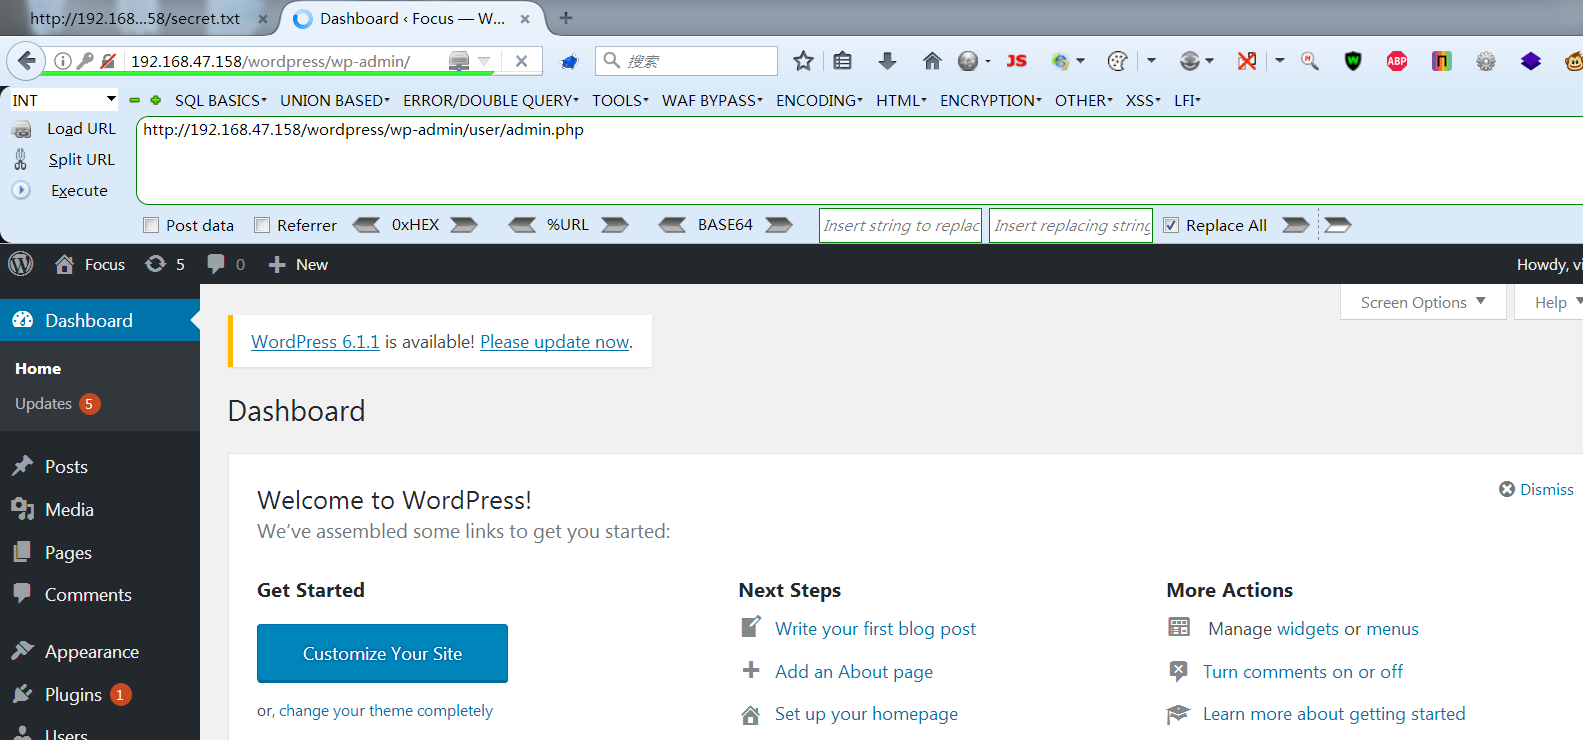 http://192.168...58/secret.txt
Dashboard ‹ Focus — W...
192.168.47.158/wordpress/wp-admin/
搜索
JS
ABP
INT
SQL BASICS
UNION BASED
ERROR/DOUBLE QUERY
TOOLS
WAF BYPASS
ENCODING
HTML
ENCRYPTION
OTHER
XSS
LFI
Load URL
http://192.168.47.158/wordpress/wp-admin/user/admin.php
Split URL
Execute
Post data
Referrer
0xHEX
%URL
BASE64
Insert string to replac
Insert replacing string
Replace All
Focus
5
0
New
Howdy, vi
Dashboard
Screen Options
Help
WordPress 6.1.1 is available! Please update now.
Home
Updates 5
Dashboard
Posts
Media
Pages
Comments
Appearance
Plugins 1
Users
Welcome to WordPress!
Dismiss
We've assembled some links to get you started:
Get Started
Customize Your Site
or, change your theme completely
Next Steps
Write your first blog post
Add an About page
Set up your homepage
More Actions
Manage widgets or menus
Turn comments on or off
Learn more about getting started